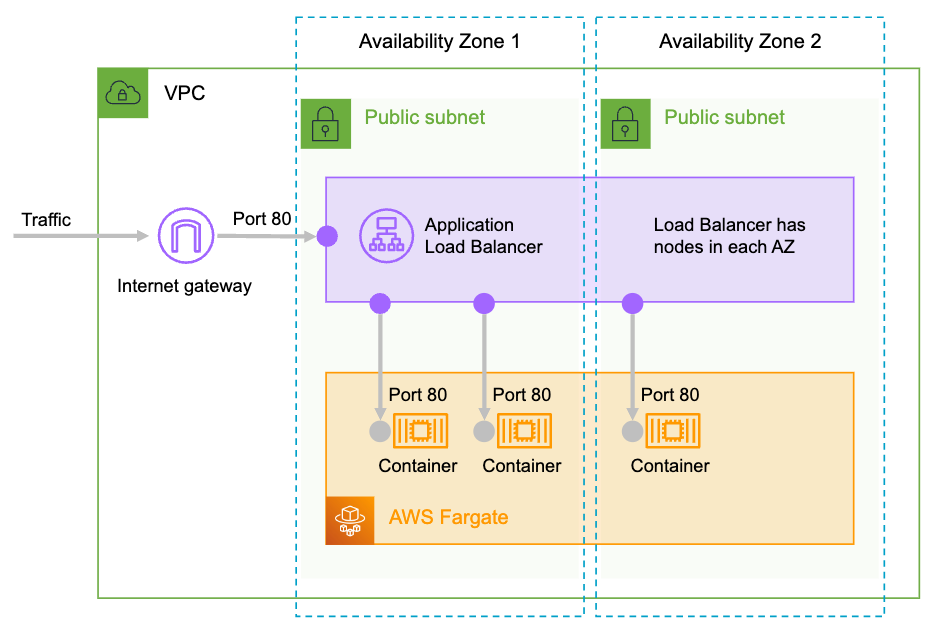 Availability Zone 1
Availability Zone 2
VPC
Public subnet
Public subnet
Traffic
Port 80
Internet gateway
Application
Load Balancer
Load Balancer has
nodes in each AZ
Port 80
Port 80
Port 80
Container
Container
Container
AWS Fargate